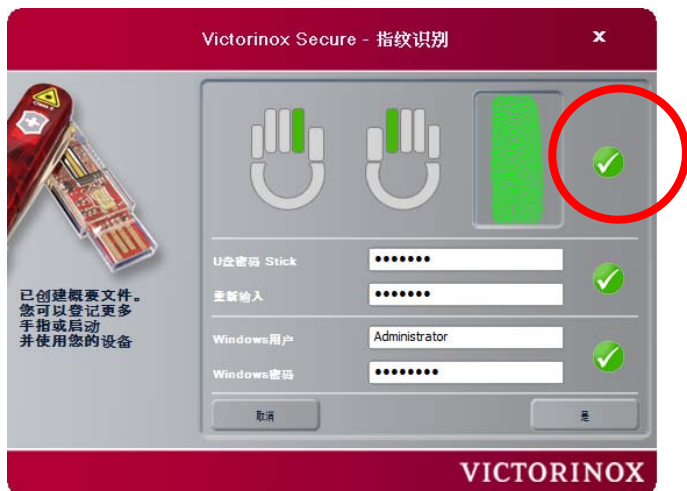 Victorinox Secure - 指纹识别
x
U盘密码 Stick
•••••••
重新输入
•••••••
已创建概要文件。
您可以登记更多
手指或启动
并使用您的设备
Windows用户
Administrator
Windows密码
••••••••
取消
是
VICTORINOX